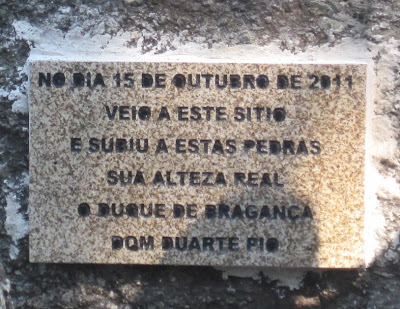 NO DIA 15 DE OUTUBRO DE 2011
VEIO A ESTE SITIO
E SUBIU A ESTAS PEDRAS
SUA ALTEZA REAL
O DUQUE DE BRAGANÇA
DOM DUARTE PIO